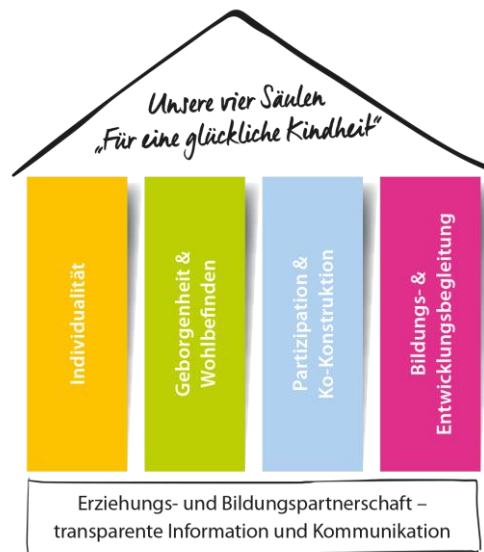 Unsere vier Säulen
„Für eine glückliche Kindheit“
Individualität
Geborgenheit &
Wohlbefinden
Partizipation &
Ko-Konstruktion
Bildungs- &
Entwicklungsbegleitung
Erziehungs- und Bildungspartnerschaft –
transparente Information und Kommunikation